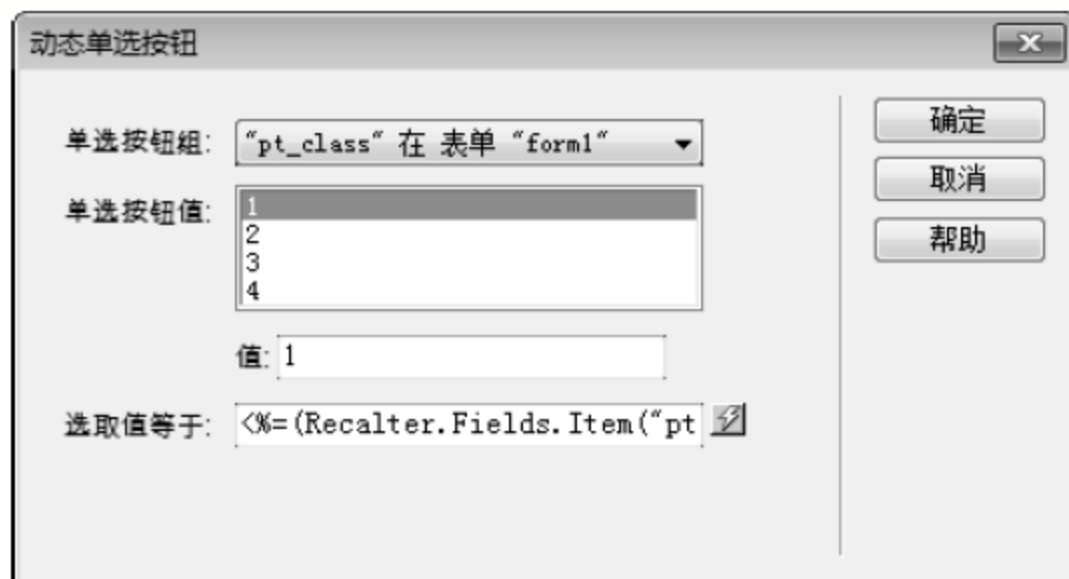 动态单选按钮
单选按钮组: "pt_class" 在 表单 "form1"
单选按钮值: 1
2
3
4
值: 1
选取值等于: <%=(Recalter.Fields.Item("pt
确定
取消
帮助